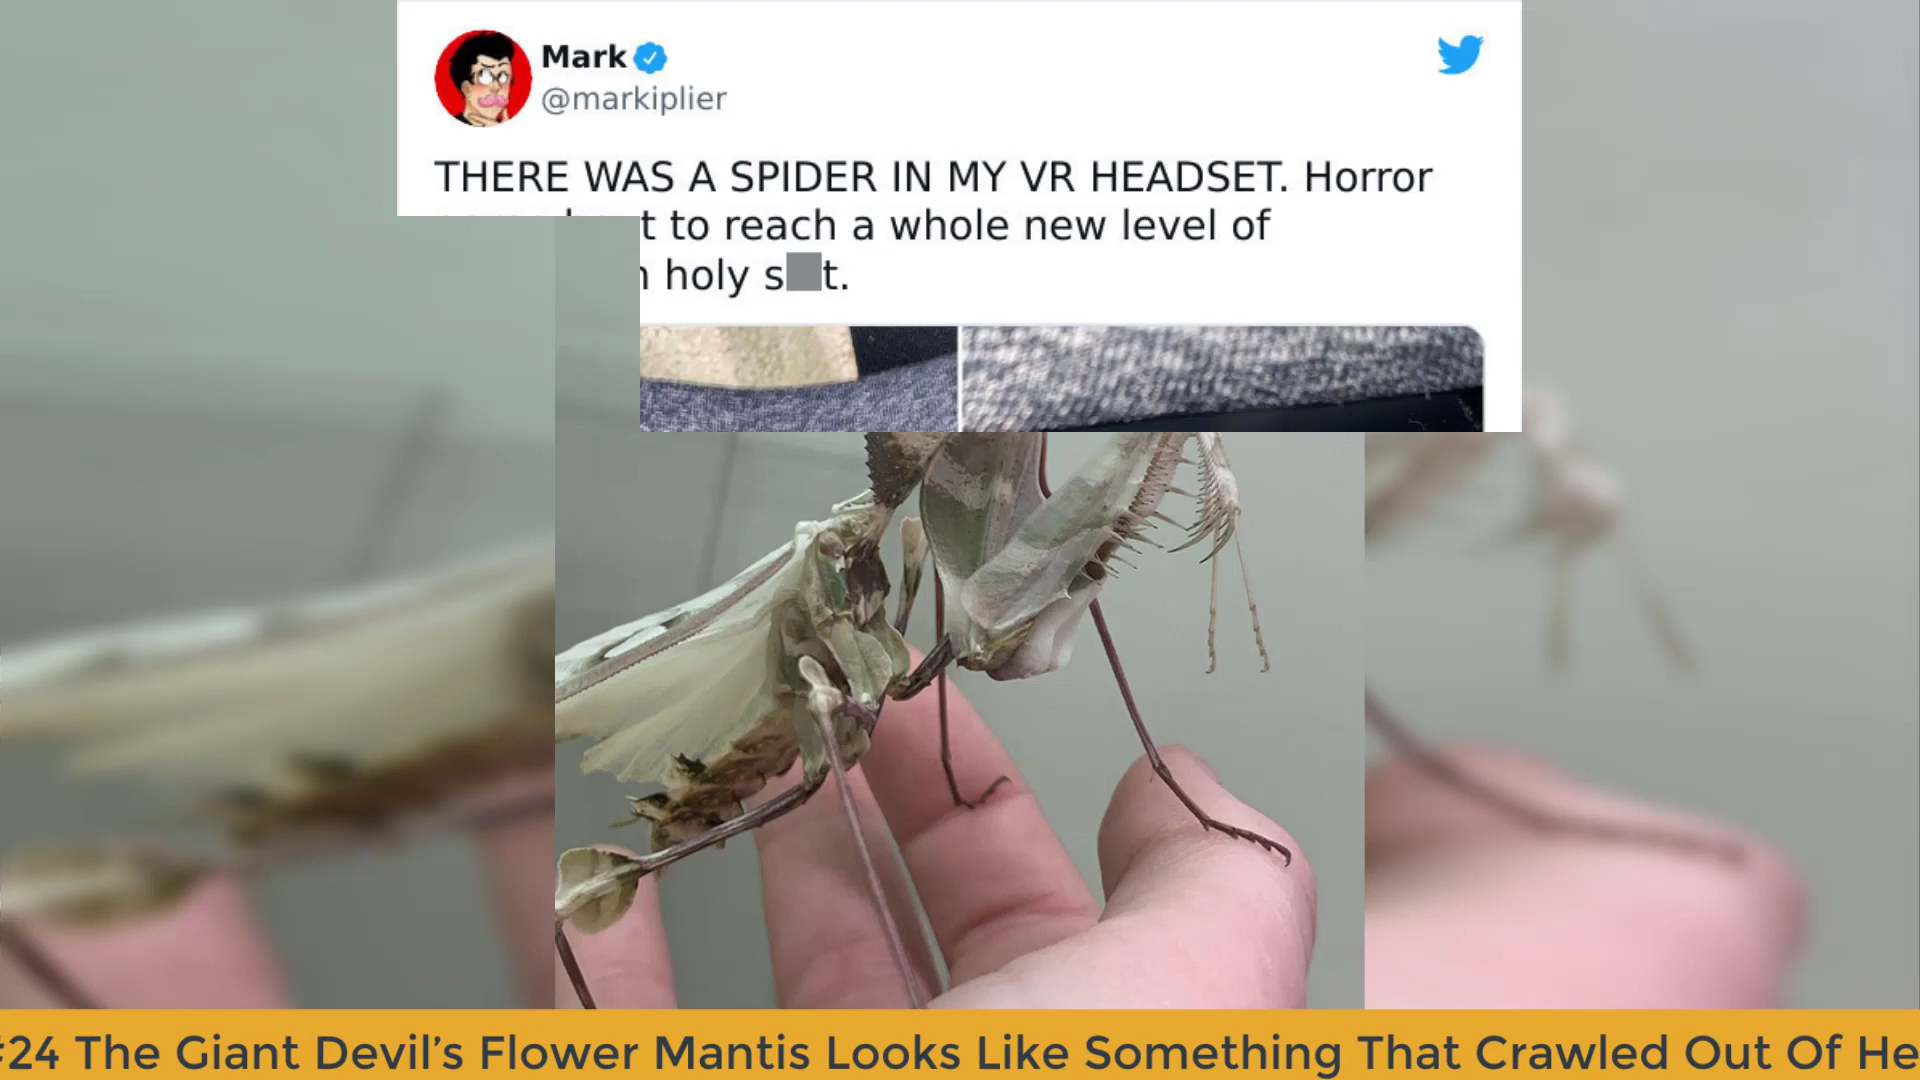 Mark
@markiplier
THERE WAS A SPIDER IN MY VR HEADSET. Horror
to reach a whole new level of
holy s t.
#24 The Giant Devil’s Flower Mantis Looks Like Something That Crawled Out Of He